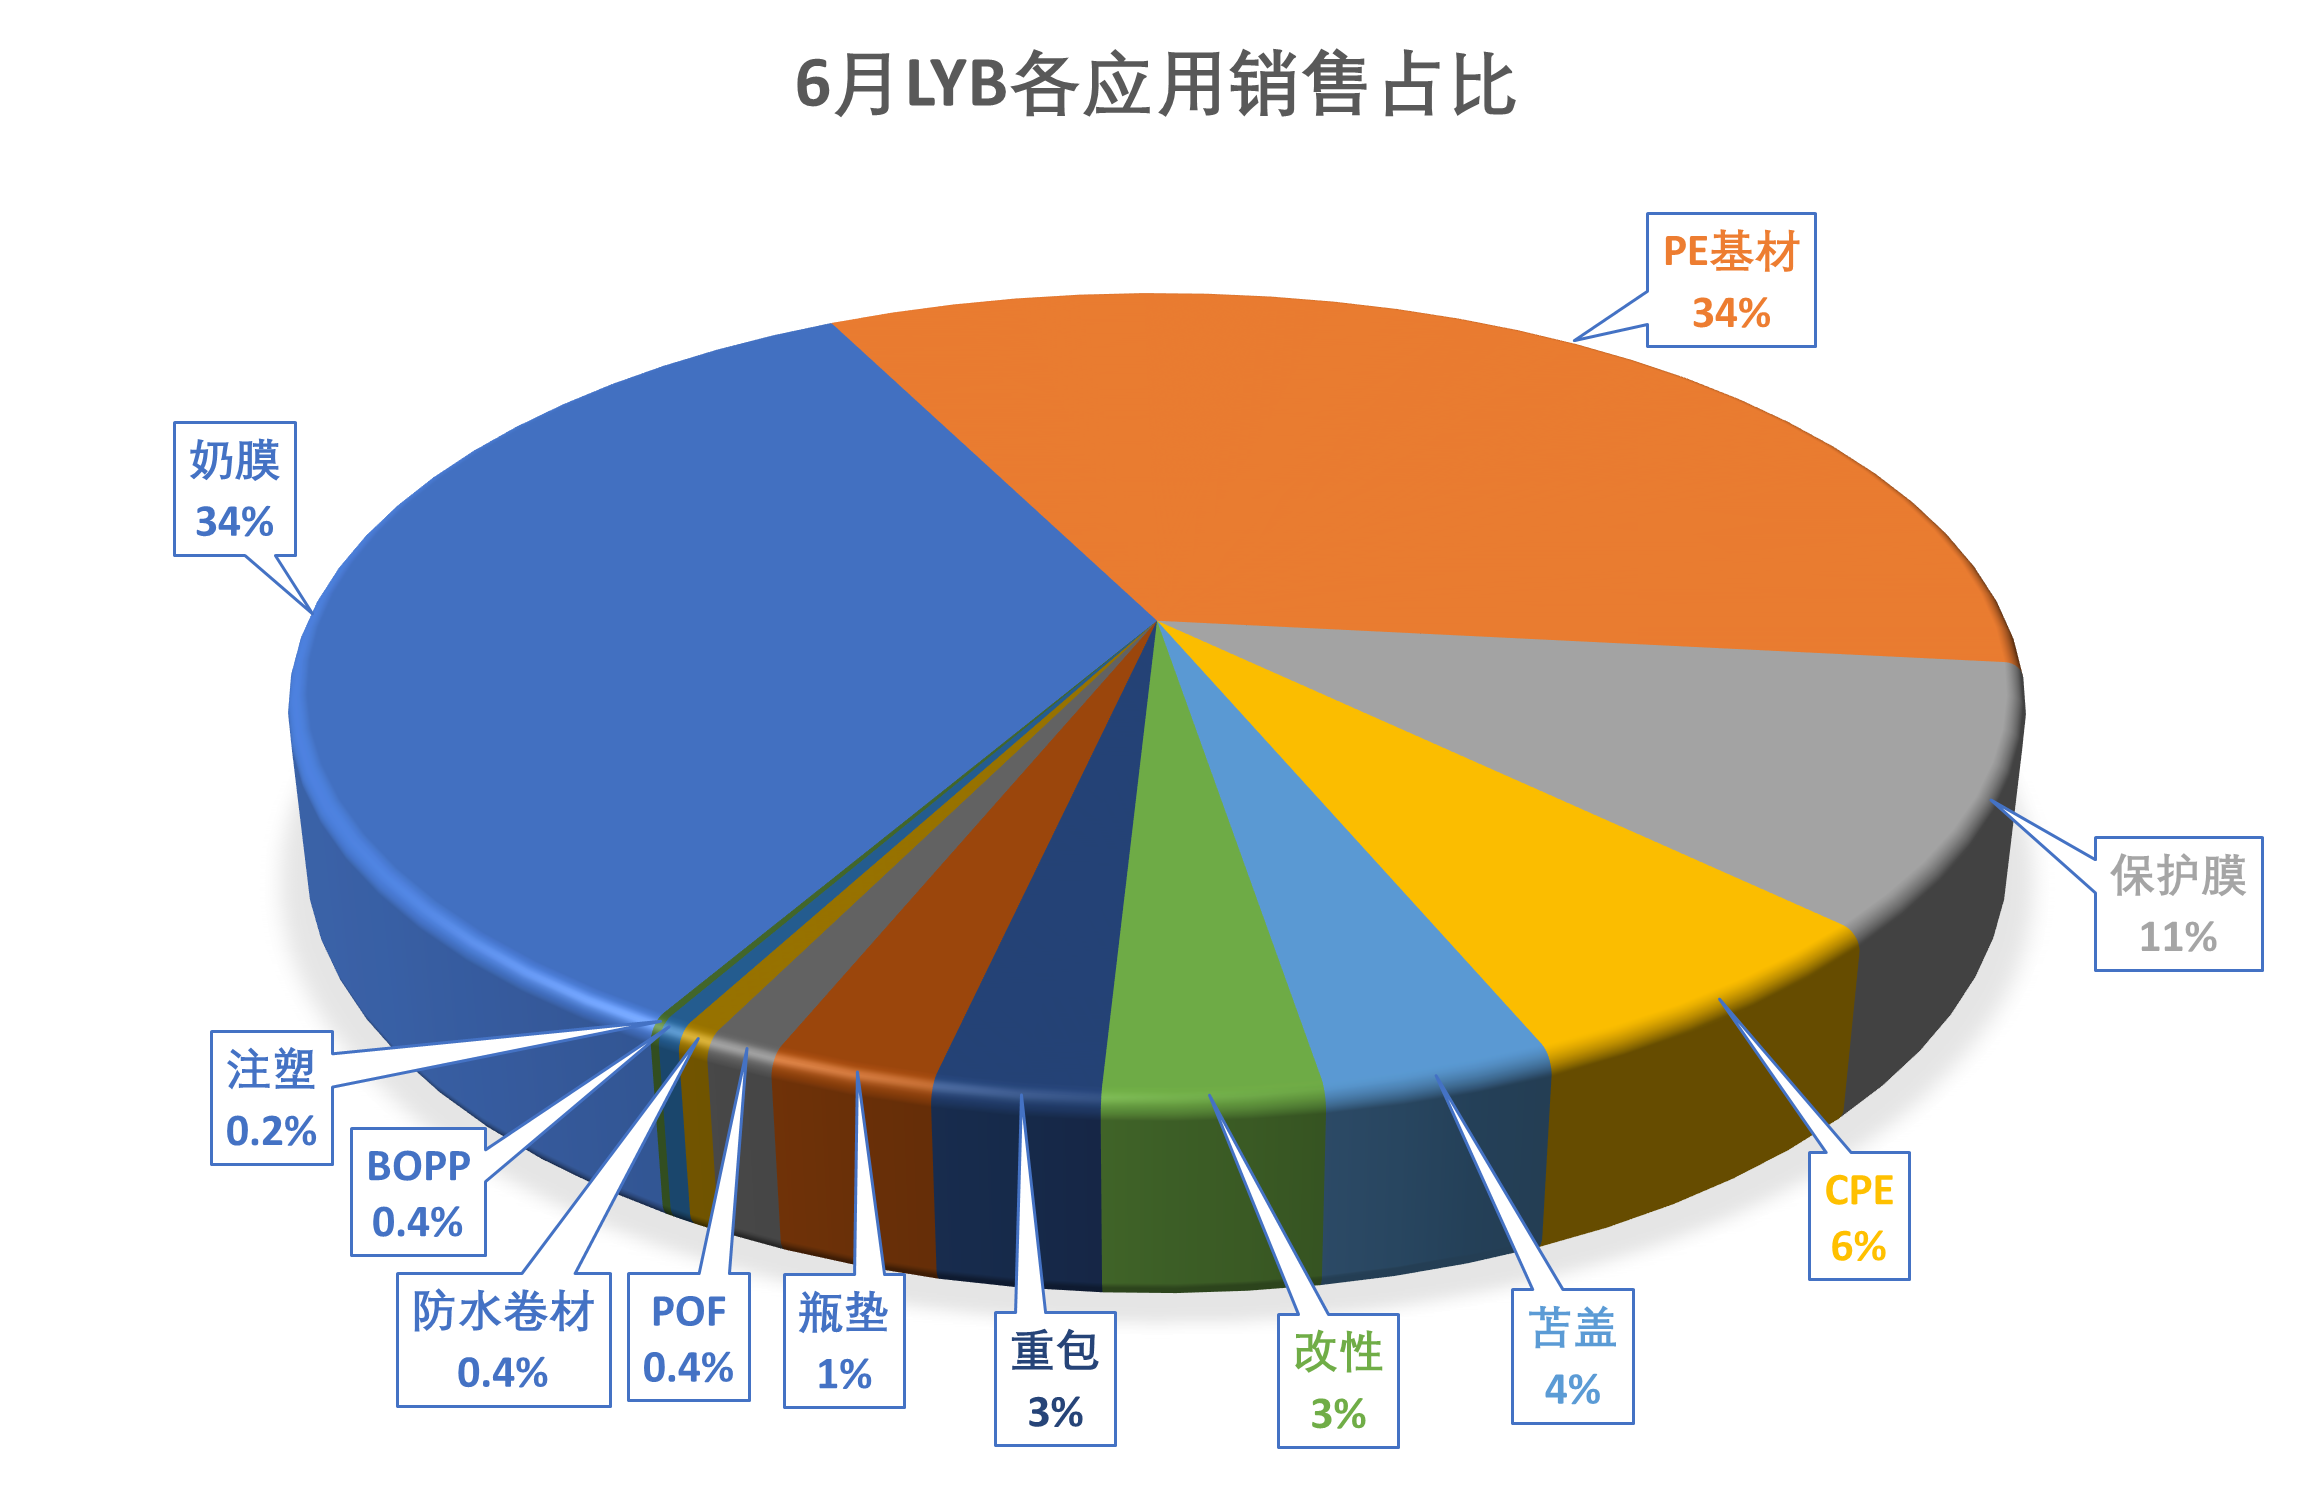 6月LYB各应用销售占比
PE基材
34%
奶膜
34%
保护膜
11%
注塑
0.2%
BOPP
0.4%
防水卷材
0.4%
POF
0.4%
瓶垫
1%
重包
3%
改性
3%
苫盖
4%
CPE
6%